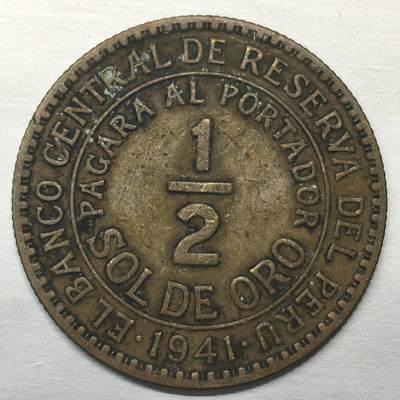 EL BANCO CENTRAL DE RESERVA DEL PERU
PAGARA AL PORTADOR
1/2
SOL DE ORO
· 1941 ·